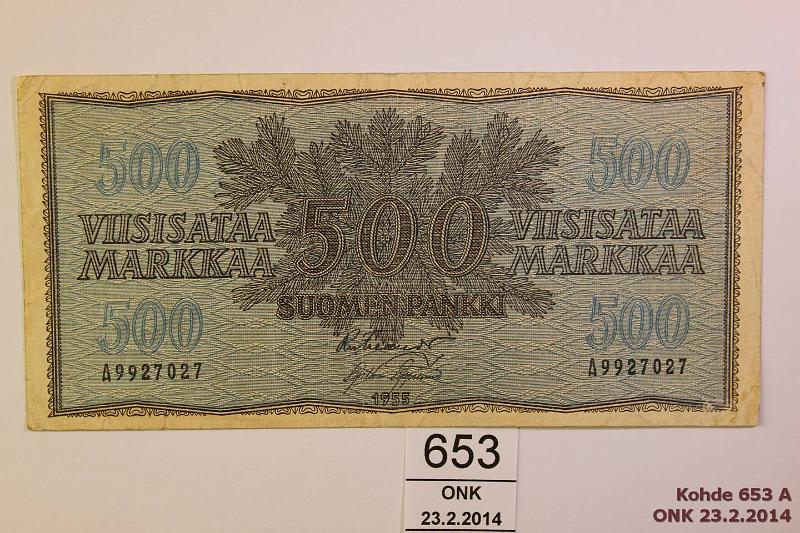 500 500
VIISISATAA 500 VIISISATAA
MARKKAA MARKKAA
SUOMEN PANKKI
500 500
A9927027 A9927027
1955
653
ONK
23.2.2014
Kohde 653 A
ONK 23.2.2014